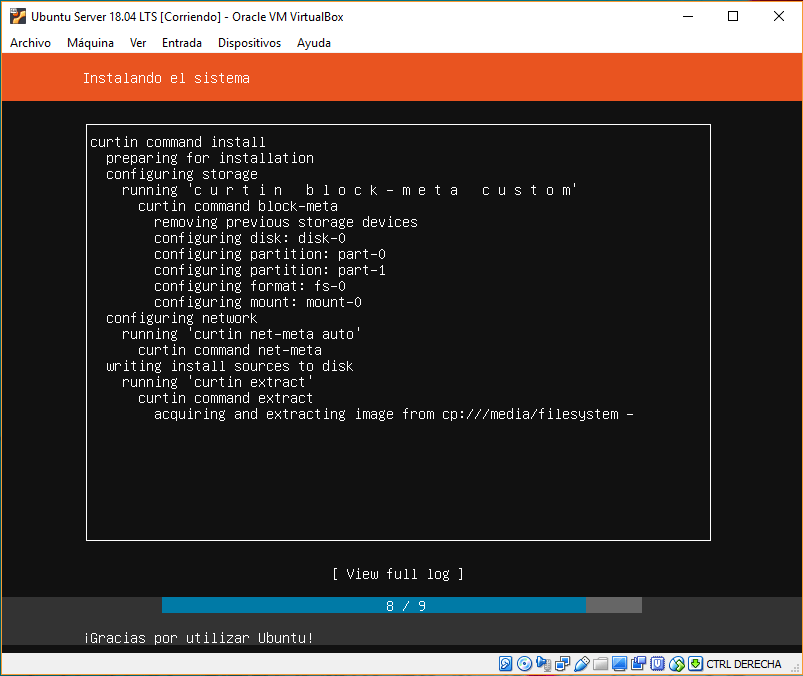 Ubuntu Server 18.04 LTS [Corriendo] - Oracle VM VirtualBox
Archivo Máquina Ver Entrada Dispositivos Ayuda
Instalando el sistema
curtin command install
preparing for installation
configuring storage
running 'c u r t i n   b l o c k - m e t a   c u s t o m'
curtin command block-meta
removing previous storage devices
configuring disk: disk-0
configuring partition: part-0
configuring partition: part-1
configuring format: fs-0
configuring mount: mount-0
configuring network
running 'curtin net-meta auto'
curtin command net-meta
writing install sources to disk
running 'curtin extract'
curtin command extract
acquiring and extracting image from cp:///media/filesystem -
[ View full log ]
8 / 9
¡Gracias por utilizar Ubuntu!
CTRL DERECHA